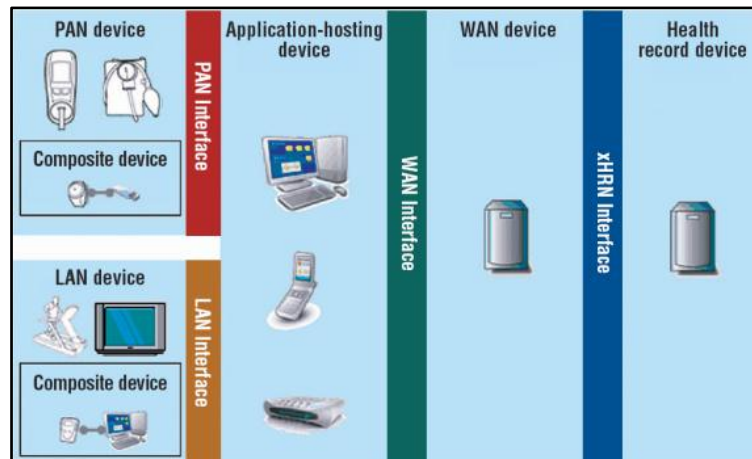 PAN device
Composite device
PAN Interface
LAN device
Composite device
LAN Interface
Application-hosting
device
WAN Interface
WAN device
xHRN Interface
Health
record device